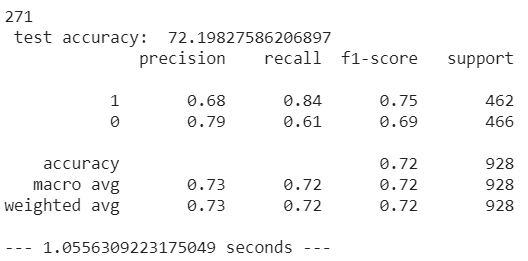 271
test accuracy: 72.19827586206897
precision recall f1-score support
1 0.68 0.84 0.75 462
0 0.79 0.61 0.69 466
accuracy 0.72 928
macro avg 0.73 0.72 0.72 928
weighted avg 0.73 0.72 0.72 928
--- 1.0556309223175049 seconds ---